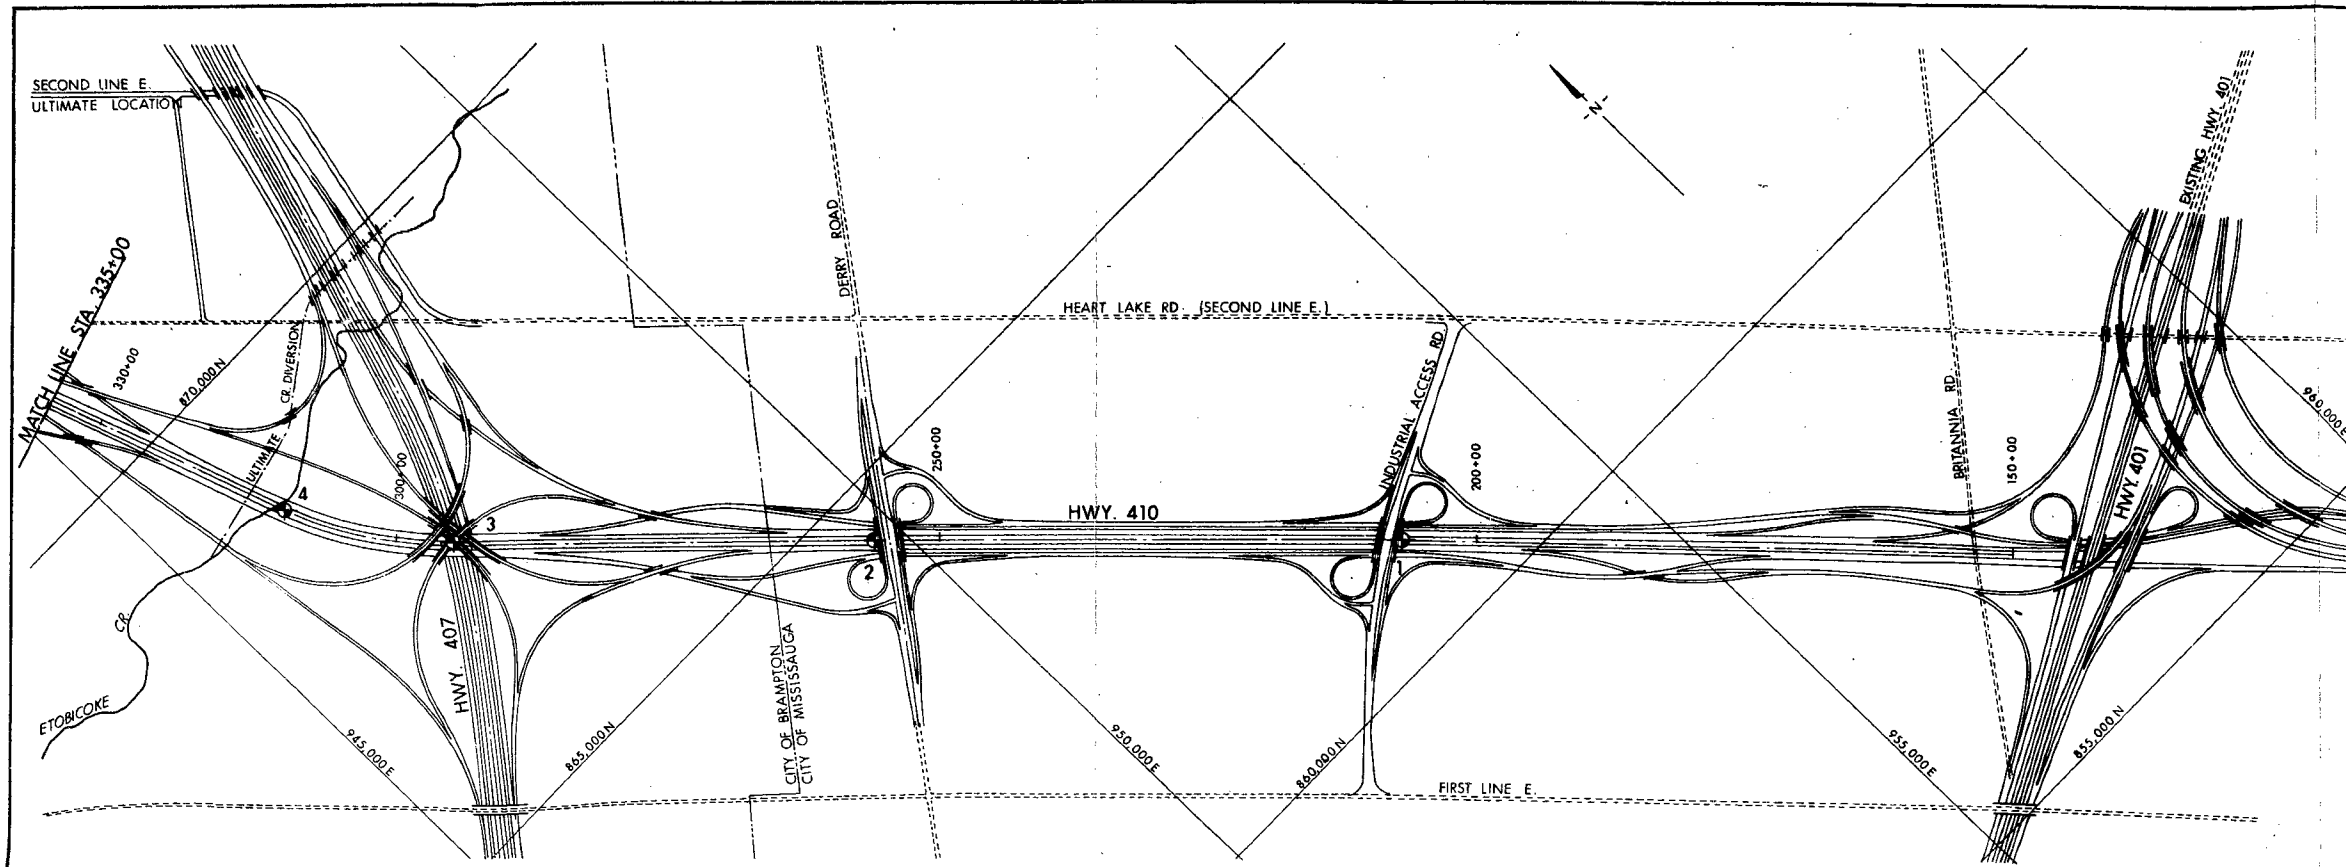 SECOND LINE E.
ULTIMATE LOCATION
MATCH LINE STA. 335+00
330+00
870,000 N
CR. DIVERSION
ULTIMATE
300+00
4
3
CR.
ETOBICOKE
HWY. 407
945,000 E
865,000 N
CITY OF BRAMPTON
CITY OF MISSISSAUGA
DERRY ROAD
2
250+00
HEART LAKE RD. (SECOND LINE E.)
HWY. 410
950,000 E
860,000 N
INDUSTRIAL ACCESS RD.
1
200+00
FIRST LINE E.
-N-
BRITANNIA RD.
150+00
EXISTING HWY. 401
HWY. 401
960,000 E
955,000 E
855,000 N